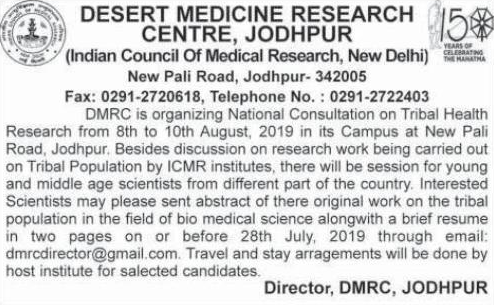 DESERT MEDICINE RESEARCH
CENTRE, JODHPUR
150
YEARS OF
CELEBRATING
THE MAHATMA
(Indian Council Of Medical Research, New Delhi)
New Pali Road, Jodhpur- 342005
Fax: 0291-2720618, Telephone No. : 0291-2722403
DMRC is organizing National Consultation on Tribal Health
Research from 8th to 10th August, 2019 in its Campus at New Pali
Road, Jodhpur. Besides discussion on research work being carried out
on Tribal Population by ICMR institutes, there will be session for young
and middle age scientists from different part of the country. Interested
Scientists may please sent abstract of there original work on the tribal
population in the field of bio medical science alongwith a brief resume
in two pages on or before 28th July, 2019 through email:
dmrcdirector@gmail.com. Travel and stay arragements will be done by
host institute for salected candidates.
Director, DMRC, JODHPUR